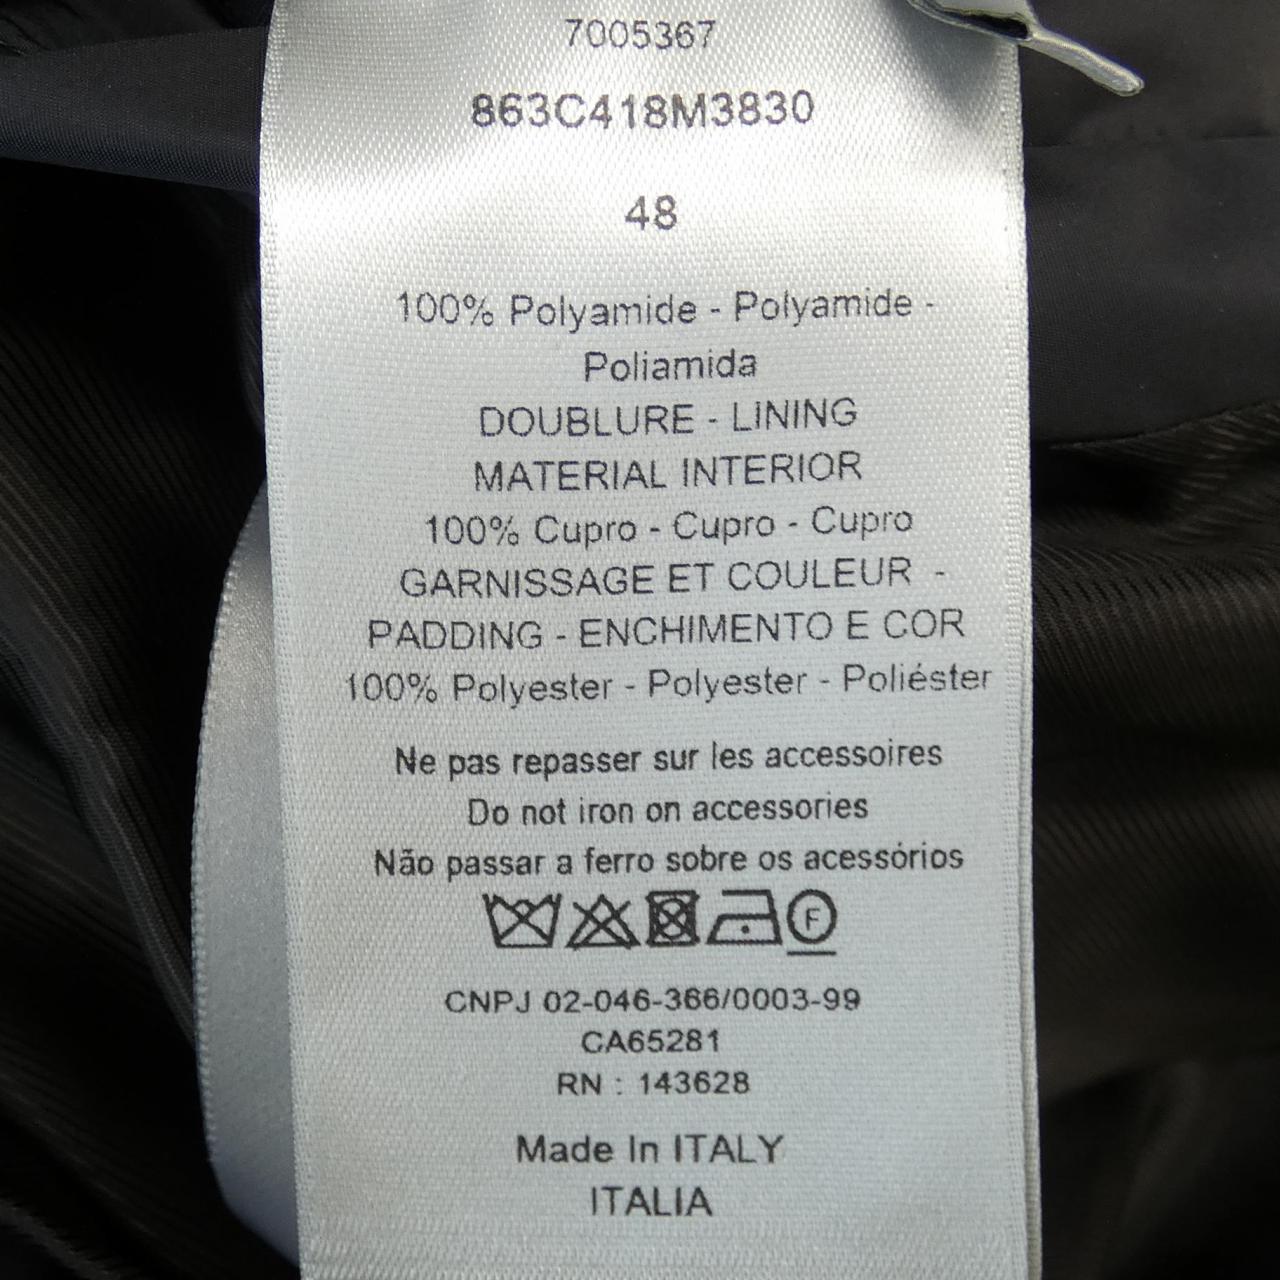 7005367
863C418M3830
48
100% Polyamide - Polyamide -
Poliamida
DOUBLURE - LINING
MATERIAL INTERIOR
100% Cupro - Cupro - Cupro
GARNISSAGE ET COULEUR -
PADDING - ENCHIMENTO E COR
100% Polyester - Polyester - Poliéster
Ne pas repasser sur les accessoires
Do not iron on accessories
Não passar a ferro sobre os acessórios
F
CNPJ 02-046-366/0003-99
CA65281
RN : 143628
Made In ITALY
ITALIA